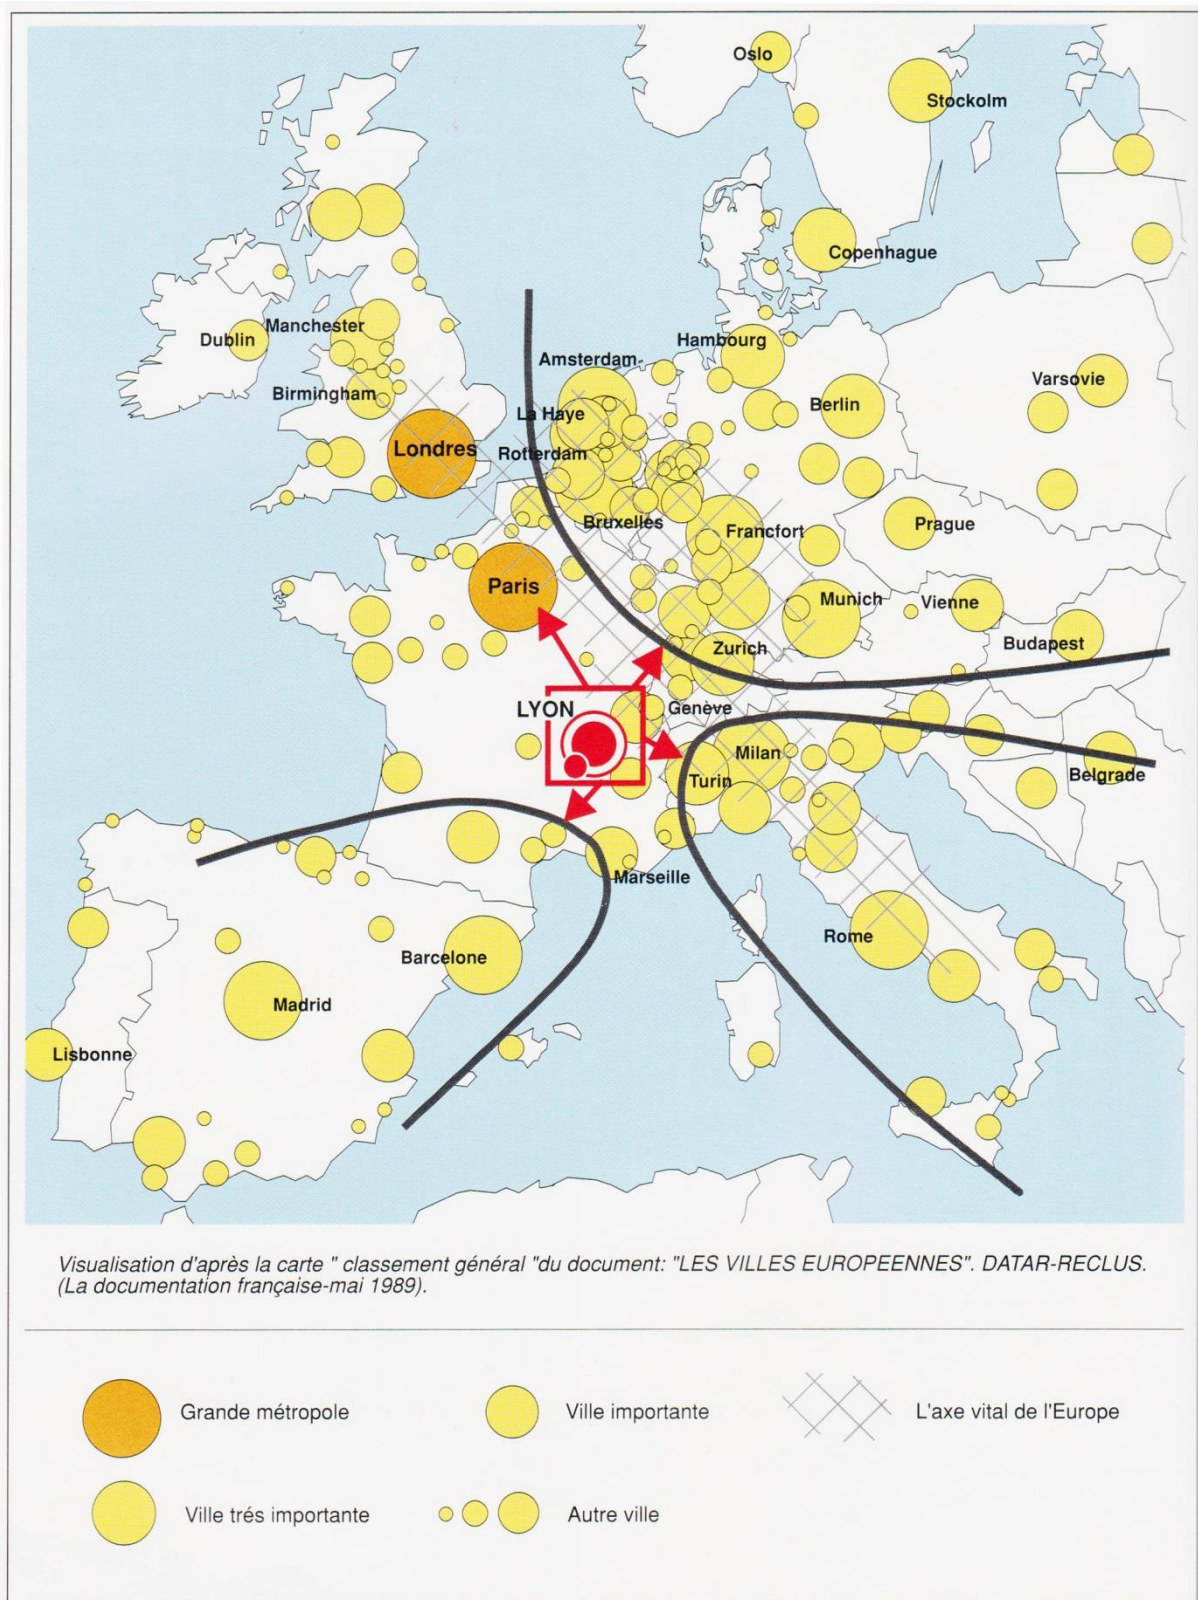 Oslo
Stockolm
Copenhague
Dublin
Manchester
Hambourg
Amsterdam
Varsovie
Birmingham
La Haye
Berlin
Londres
Rotterdam
Bruxelles
Francfort
Prague
Paris
Munich
Vienne
Zurich
Budapest
LYON
Genève
Milan
Turin
Belgrade
Marseille
Rome
Barcelone
Madrid
Lisbonne
Visualisation d'après la carte " classement général "du document: "LES VILLES EUROPEENNES". DATAR-RECLUS.
(La documentation française-mai 1989).
Grande métropole
Ville importante
L'axe vital de l'Europe
Ville trés importante
Autre ville